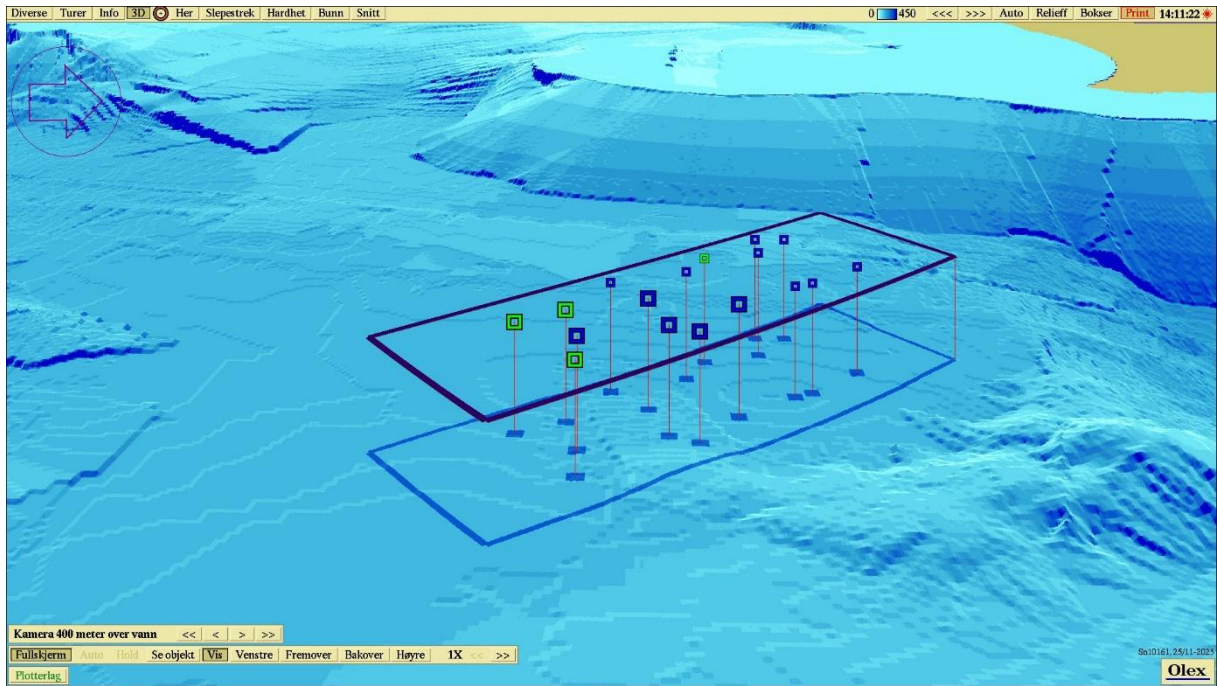 Diverse Turer Info 3D Her Slepestrek Hardhet Bunn Snitt 0 450 <<< >>> Auto Relieff Bokser Print 14:11:22
Kamera 400 meter over vann << < > >>
Fullskjerm Auto Hold Se objekt Vis Venstre Fremover Bakover Høyre 1X << >>
Sn10161, 25/11-2025
Plotterlag Olex